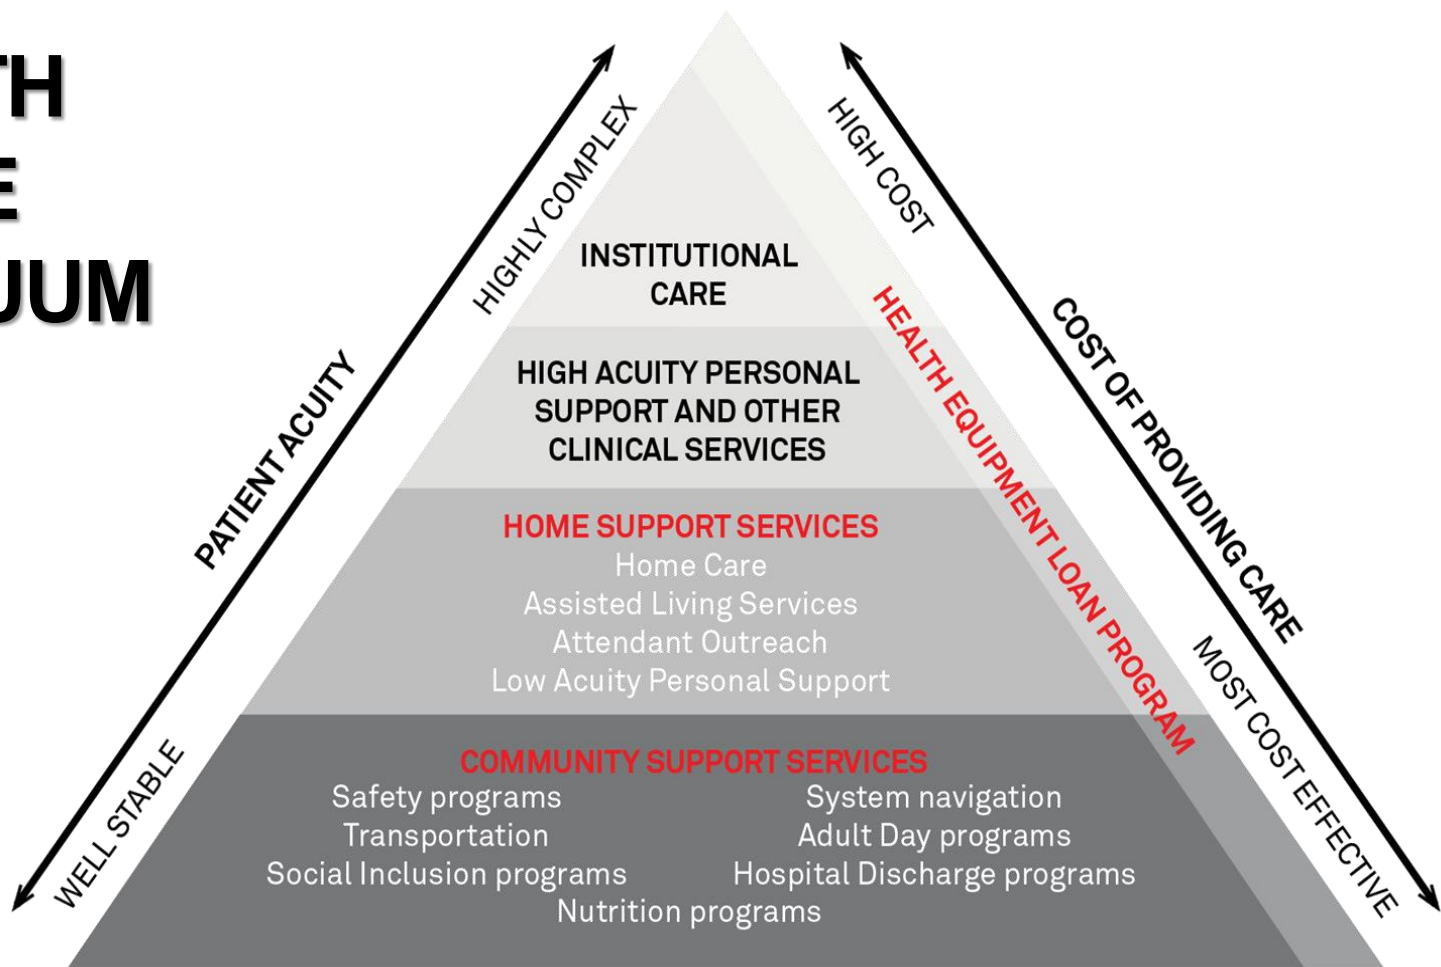 TH
E
UUM
PATIENT ACUITY
HIGHLY COMPLEX
WELL STABLE
HIGH COST
COST OF PROVIDING CARE
MOST COST EFFECTIVE
HEALTH EQUIPMENT LOAN PROGRAM
INSTITUTIONAL
CARE
HIGH ACUITY PERSONAL
SUPPORT AND OTHER
CLINICAL SERVICES
HOME SUPPORT SERVICES
Home Care
Assisted Living Services
Attendant Outreach
Low Acuity Personal Support
COMMUNITY SUPPORT SERVICES
Safety programs
System navigation
Transportation
Adult Day programs
Social Inclusion programs
Hospital Discharge programs
Nutrition programs